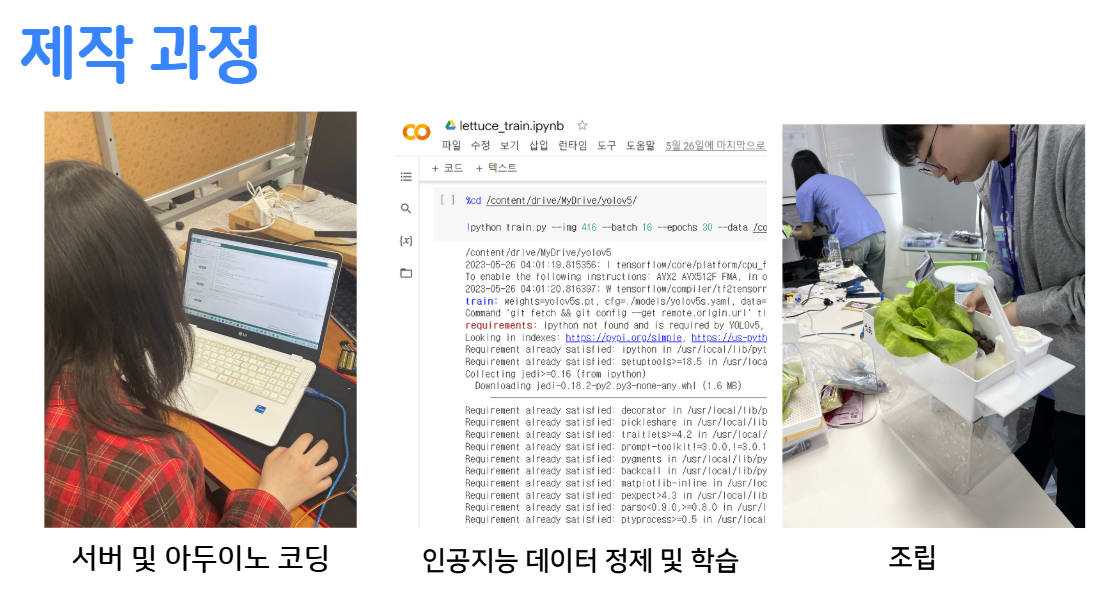 제작 과정
lettuce_train.ipynb
파일 수정 보기 삽입 런타임 도구 도움말 5월 26일에 마지막으로
+ 코드 + 텍스트
[ ] %cd /content/drive/MyDrive/yolov5/
!python train.py --img 416 --batch 16 --epochs 30 --data /co
{x}
/content/drive/MyDrive/yolov5
2023-05-26 04:01:19.815356: I tensorflow/core/platform/cpu_f
To enable the following instructions: AVX2 AVX512F FMA, in o
2023-05-26 04:01:20.816397: W tensorflow/compiler/tf2tensorr
train: weights=yolov5s.pt, cfg=./models/yolov5s.yaml, data=
Command 'git fetch && git config --get remote.origin.url' ti
requirements: ipython not found and is required by YOLOv5,
Looking in indexes: https://pypi.org/simple, https://us-pyth
Requirement already satisfied: ipython in /usr/local/lib/pyt
Requirement already satisfied: setuptools>=18.5 in /usr/loca
Collecting jedi>=0.16 (from ipython)
Downloading jedi-0.18.2-py2.py3-none-any.whl (1.6 MB)
Requirement already satisfied: decorator in /usr/local/lib/p
Requirement already satisfied: pickleshare in /usr/local/lib
Requirement already satisfied: traitlets>=4.2 in /usr/local/
Requirement already satisfied: prompt-toolkit!=3.0.0,!=3.0.1
Requirement already satisfied: pygments in /usr/local/lib/py
Requirement already satisfied: backcall in /usr/local/lib/py
Requirement already satisfied: matplotlib-inline in /usr/loc
Requirement already satisfied: pexpect>4.3 in /usr/local/lib
Requirement already satisfied: parso<0.9.0,>=0.8.0 in /usr/l
Requirement already satisfied: ptyprocess>=0.5 in /usr/local
서버 및 아두이노 코딩
인공지능 데이터 정제 및 학습
조립